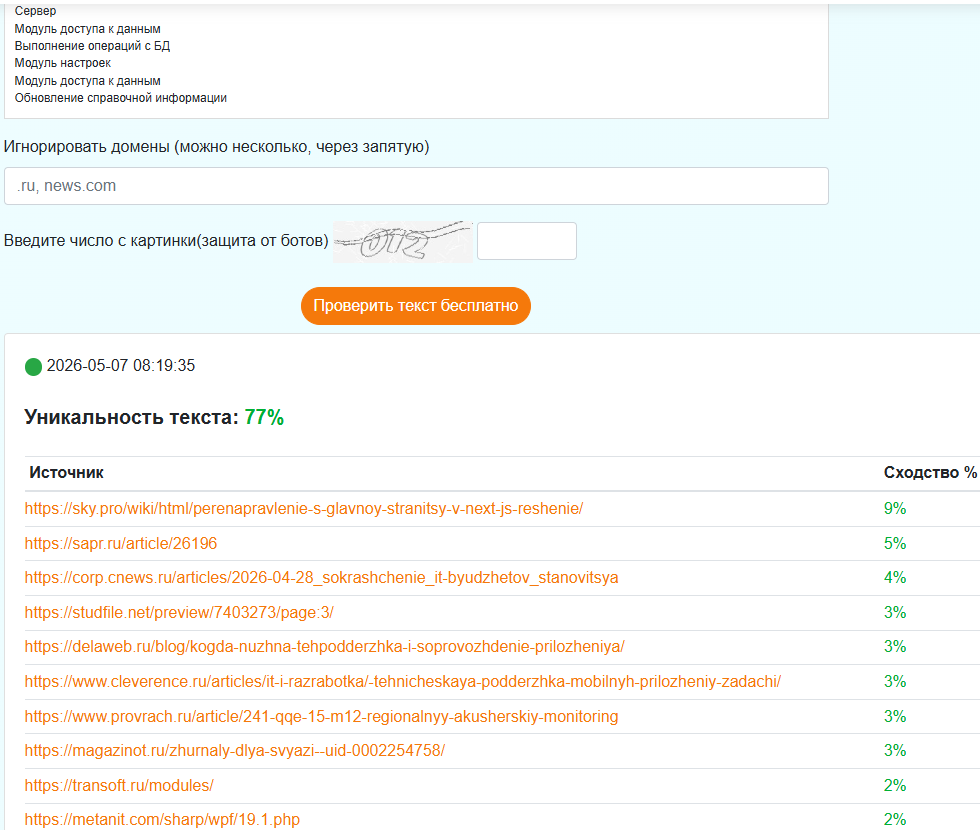 Сервер
Модуль доступа к данным
Выполнение операций с БД
Модуль настроек
Модуль доступа к данным
Обновление справочной информации
Игнорировать домены (можно несколько, через запятую)
.ru, news.com
Введите число с картинки(защита от ботов)
Проверить текст бесплатно
2026-05-07 08:19:35
Уникальность текста: 77%
Источник Сходство %
https://sky.pro/wiki/html/perenapravlenie-s-glavnoy-stranitsy-v-next-js-reshenie/ 9%
https://sapr.ru/article/26196 5%
https://corp.cnews.ru/articles/2026-04-28_sokrashchenie_it-byudzhetov_stanovitsya 4%
https://studfile.net/preview/7403273/page:3/ 3%
https://delaweb.ru/blog/kogda-nuzhna-tehpodderzhka-i-soprovozhdenie-prilozheniya/ 3%
https://www.cleverence.ru/articles/it-i-razrabotka/-tehnicheskaya-podderzhka-mobilnyh-prilozheniy-zadachi/ 3%
https://www.provrach.ru/article/241-qqe-15-m12-regionalnyy-akusherskiy-monitoring 3%
https://magazinot.ru/zhurnaly-dlya-svyazi--uid-0002254758/ 3%
https://transoft.ru/modules/ 2%
https://metanit.com/sharp/wpf/19.1.php 2%